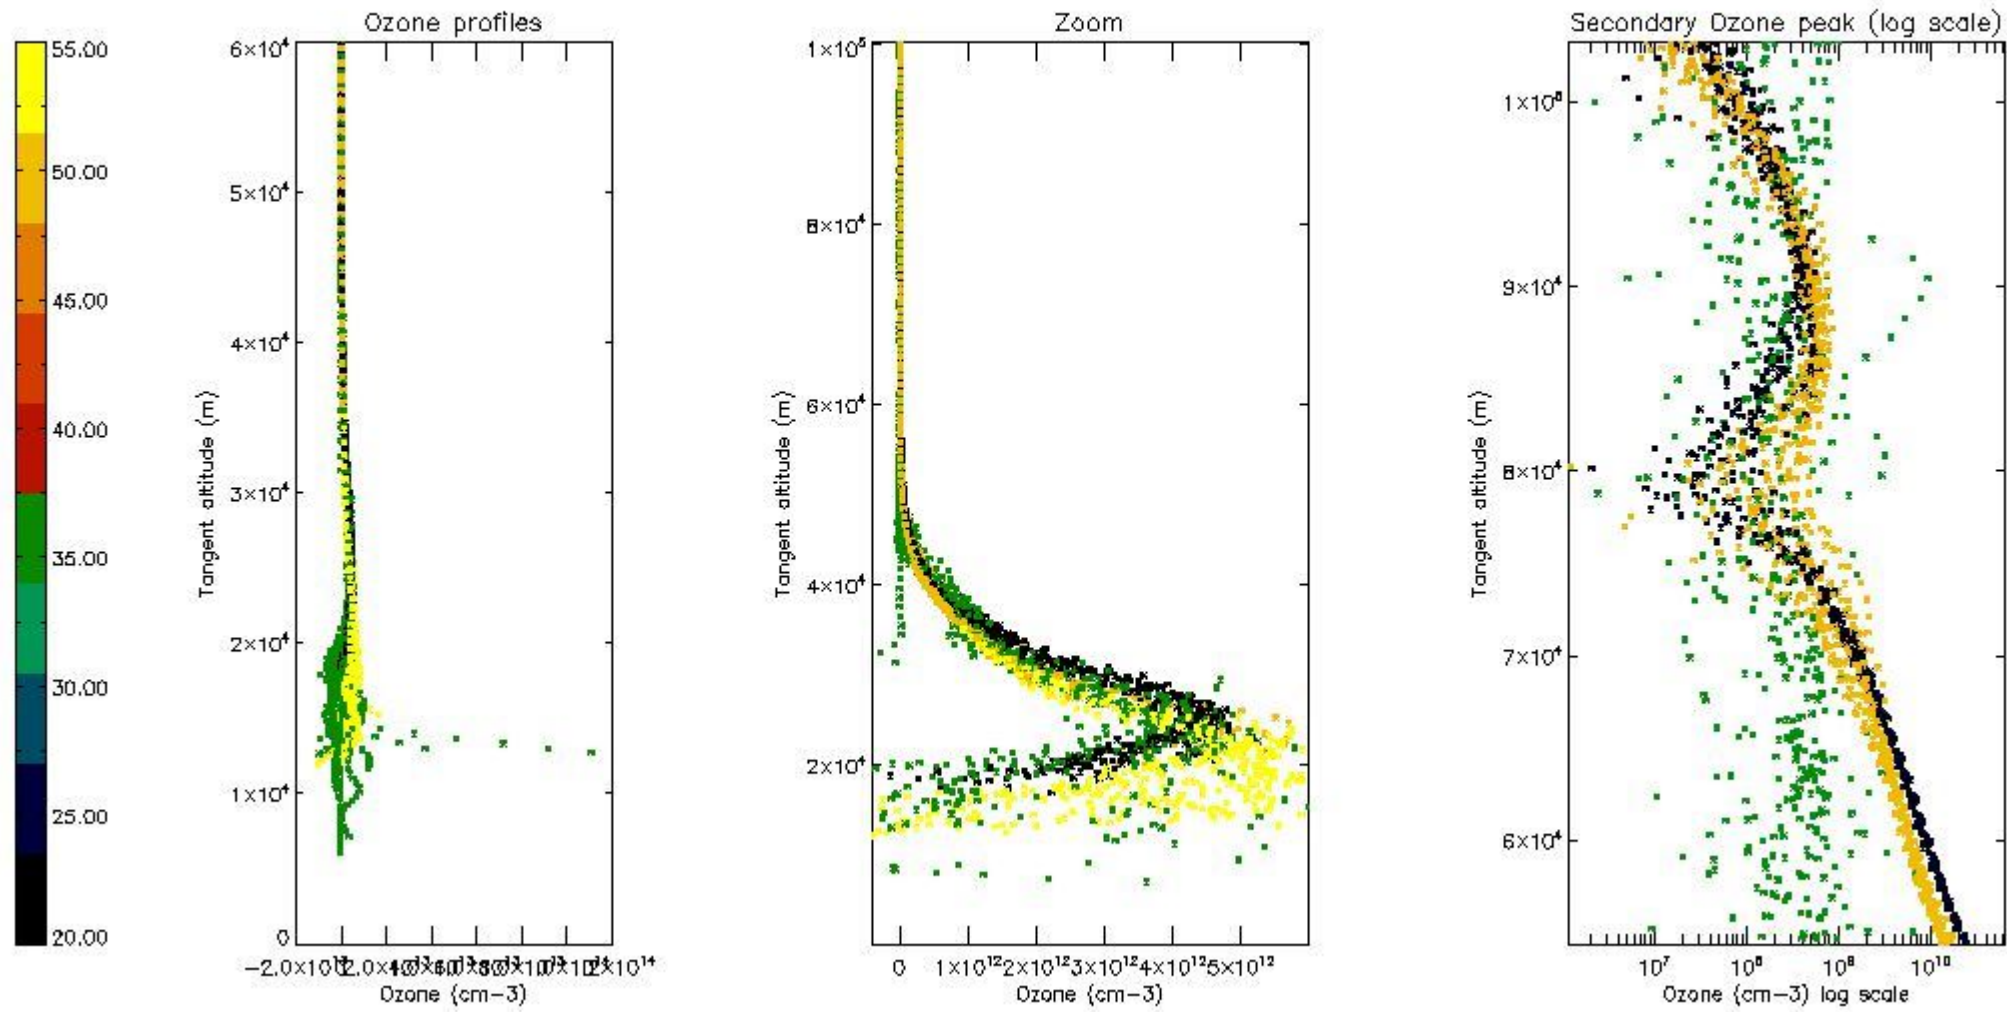 Ozone profiles
Zoom
Secondary Ozone peak (log scale)
55.00
50.00
45.00
40.00
35.00
30.00
25.00
20.00
Tangent altitude (m)
6×10⁴
5×10⁴
4×10⁴
3×10⁴
2×10⁴
1×10⁴
0
Ozone (cm−3)
Tangent altitude (m)
1×10⁵
8×10⁴
6×10⁴
4×10⁴
2×10⁴
0 1×10¹² 2×10¹² 3×10¹² 4×10¹² 5×10¹²
Ozone (cm−3)
Tangent altitude (m)
1×10⁵
9×10⁴
8×10⁴
7×10⁴
6×10⁴
10⁷ 10⁸ 10⁹ 10¹⁰
Ozone (cm−3) log scale